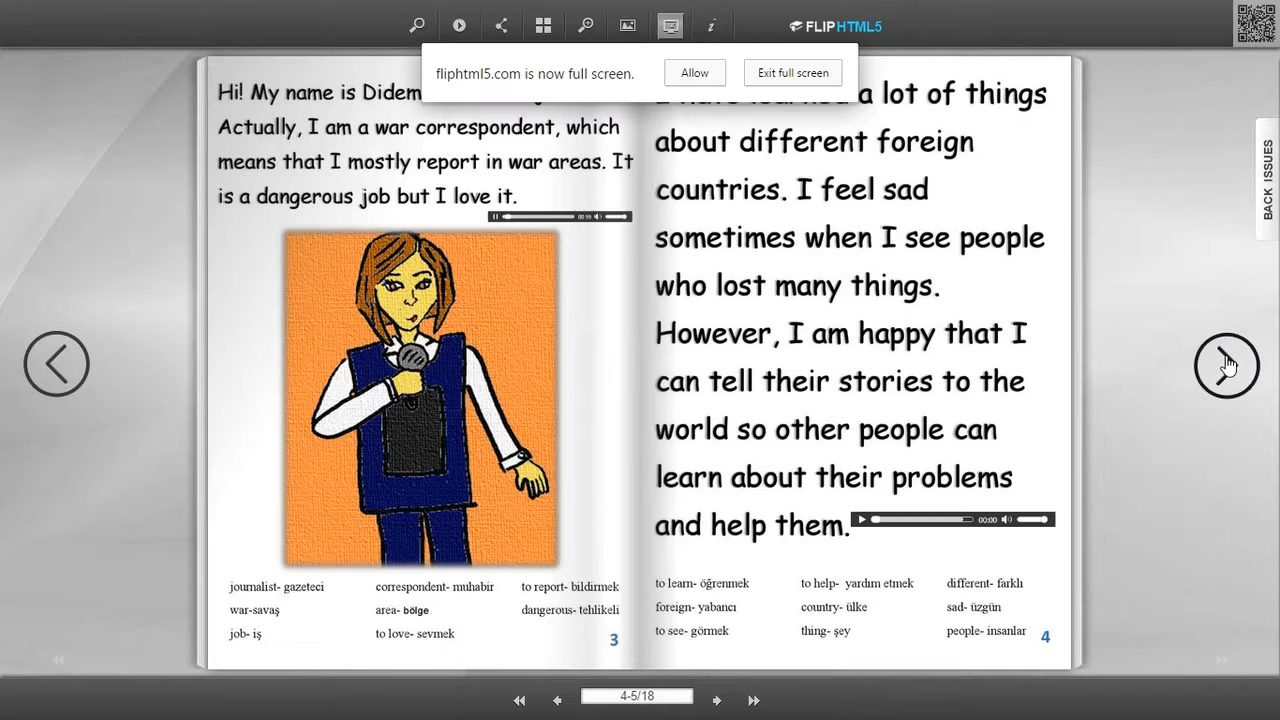 FLIPHTML5
fliphtml5.com is now full screen.
Allow
Exit full screen
Hi! My name is Didem
Actually, I am a war correspondent, which
means that I mostly report in war areas. It
is a dangerous job but I love it.
00:19
journalist- gazeteci
correspondent- muhabir
to report- bildirmek
war-savaş
area- bölge
dangerous- tehlikeli
job- iş
to love- sevmek
3
a lot of things
about different foreign
countries. I feel sad
sometimes when I see people
who lost many things.
However, I am happy that I
can tell their stories to the
world so other people can
learn about their problems
and help them.
00:00
to learn- öğrenmek
to help- yardım etmek
different- farklı
foreign- yabancı
country- ülke
sad- üzgün
to see- görmek
thing- şey
people- insanlar
4
BACK ISSUES
4-5/18